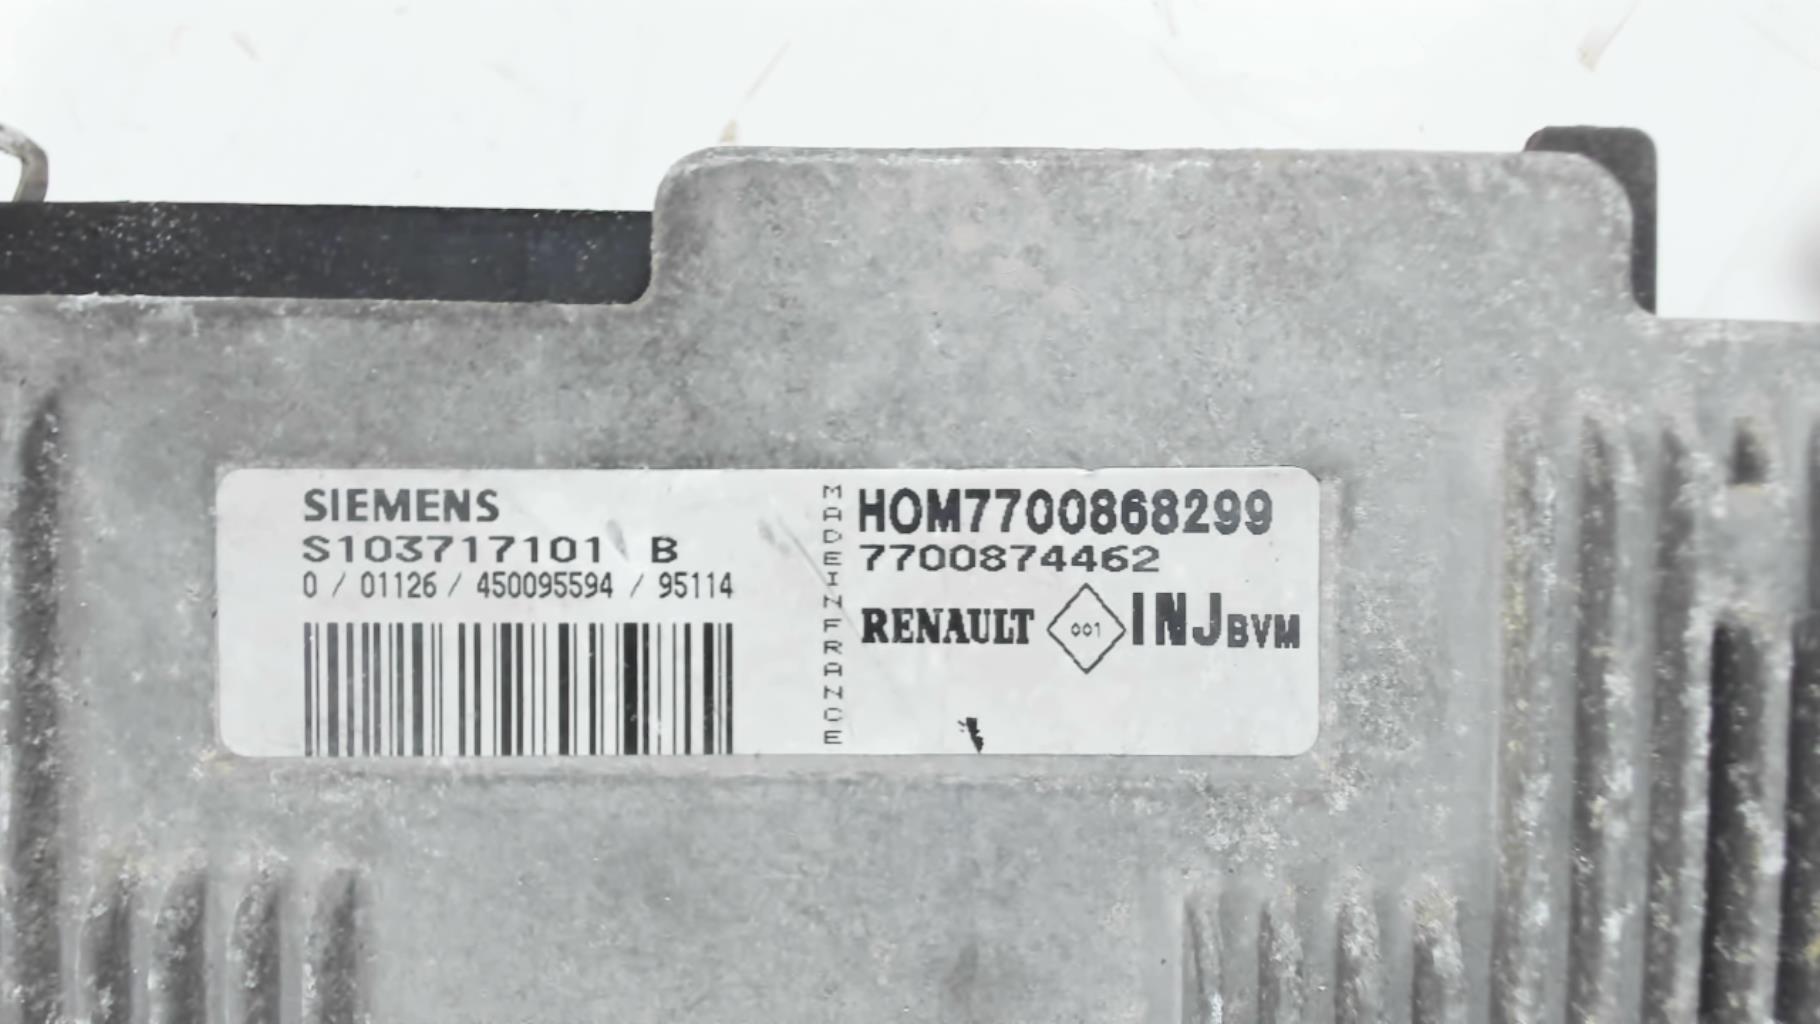 SIEMENS
S103717101 B
0 / 01126 / 450095594 / 95114
MADE IN FRANCE
HOM7700868299
7700874462
RENAULT 001 INJ BVM